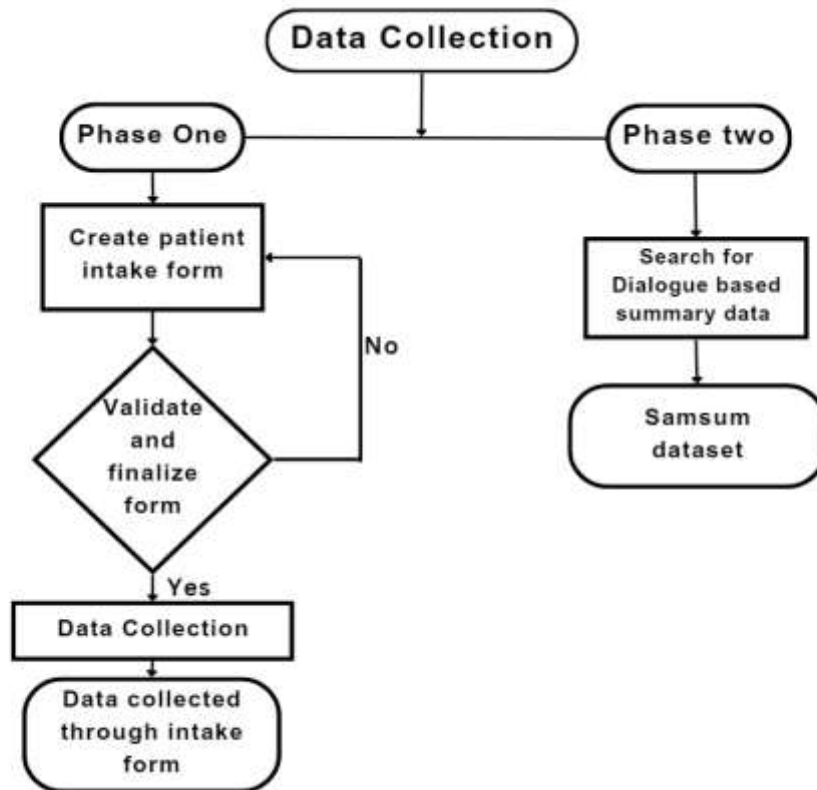 Data Collection
Phase One
Phase two
Create patient
intake form
Search for
Dialogue based
summary data
No
Validate
and
finalize
form
Samsum
dataset
Yes
Data Collection
Data collected
through intake
form